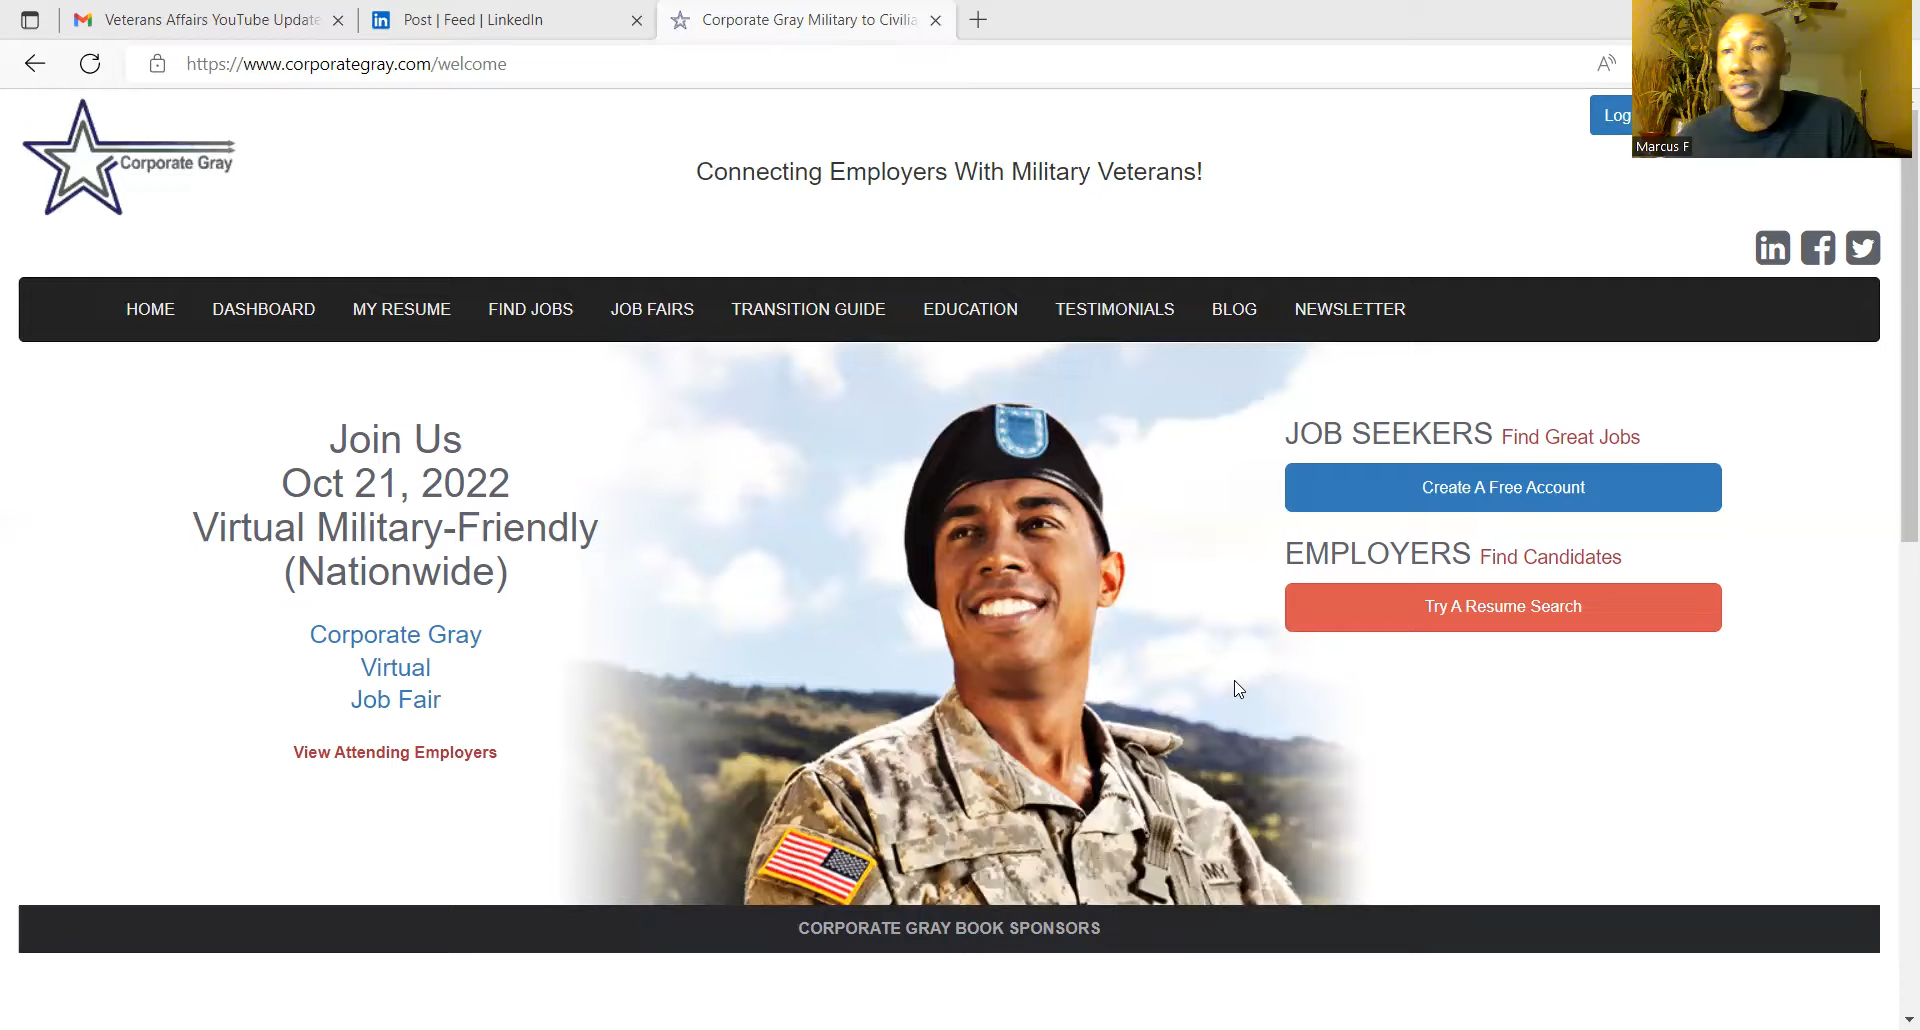 Veterans Affairs YouTube Update
Post | Feed | LinkedIn
Corporate Gray Military to Civilia
https://www.corporategray.com/welcome
Corporate Gray
Connecting Employers With Military Veterans!
Log
Marcus F
HOME DASHBOARD MY RESUME FIND JOBS JOB FAIRS TRANSITION GUIDE EDUCATION TESTIMONIALS BLOG NEWSLETTER
Join Us
Oct 21, 2022
Virtual Military-Friendly
(Nationwide)
Corporate Gray
Virtual
Job Fair
View Attending Employers
JOB SEEKERS Find Great Jobs
Create A Free Account
EMPLOYERS Find Candidates
Try A Resume Search
MY
CORPORATE GRAY BOOK SPONSORS